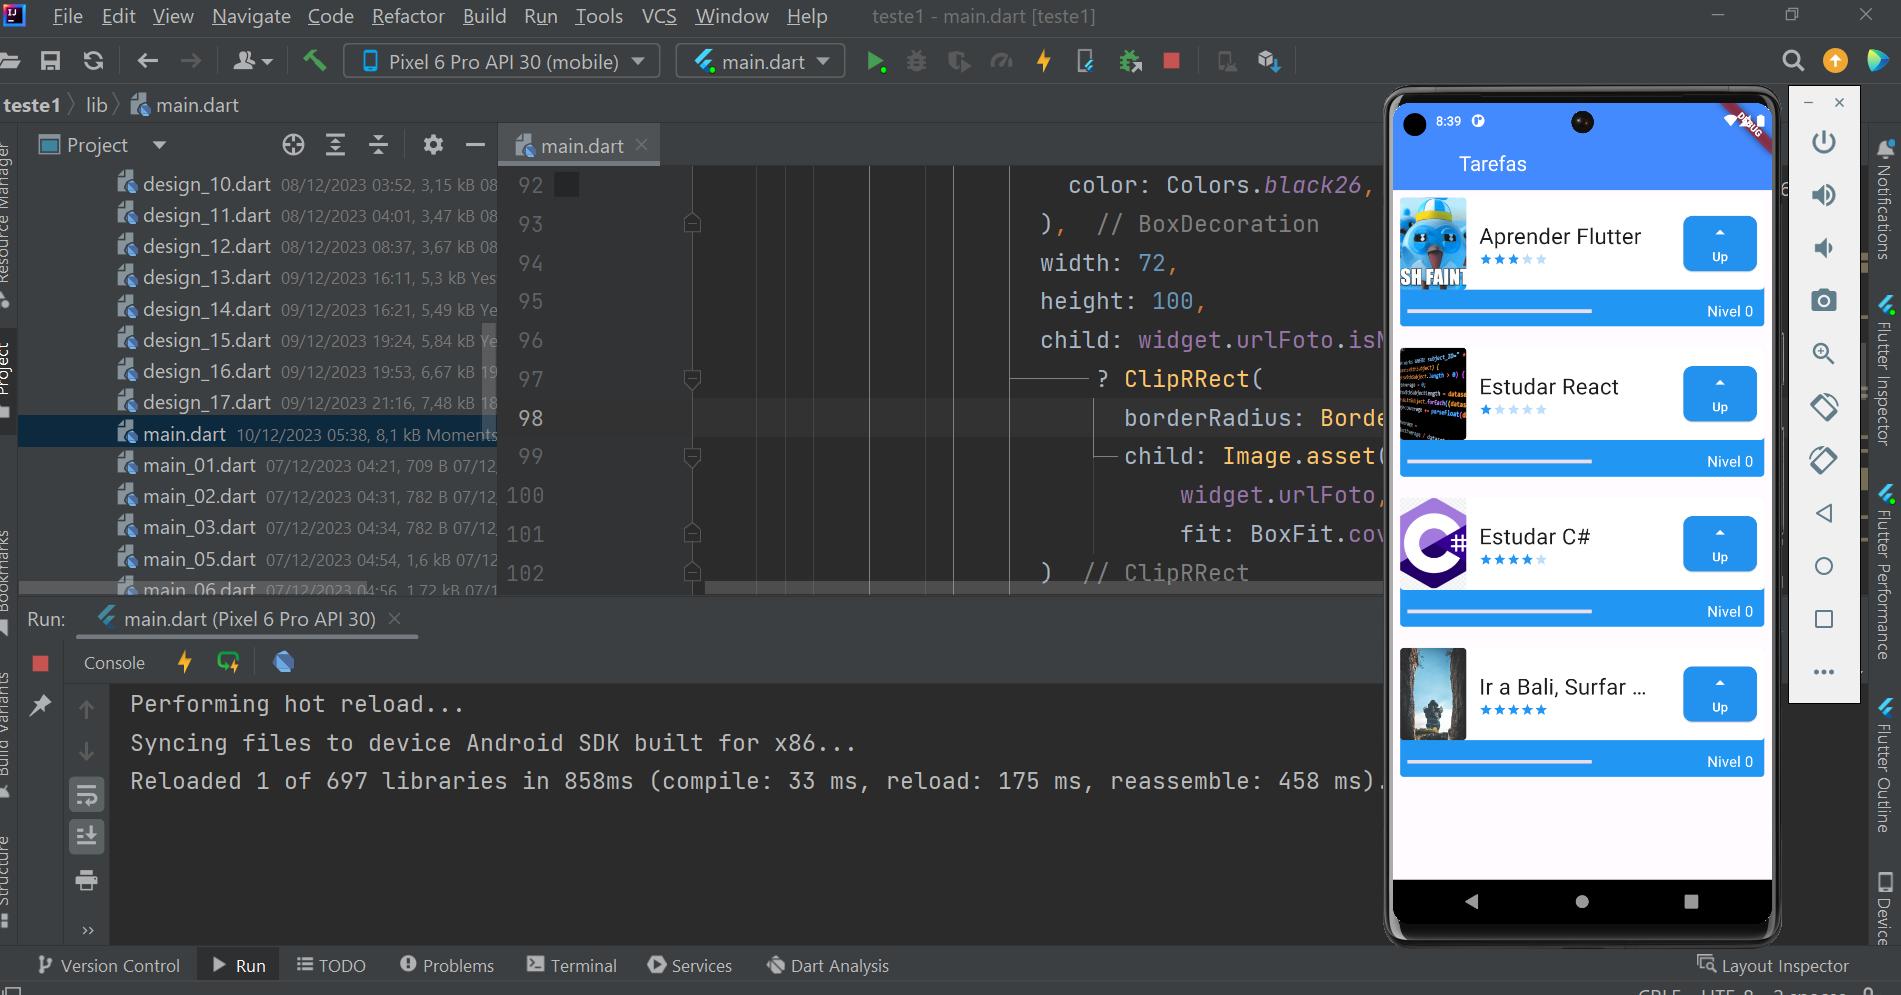 File Edit View Navigate Code Refactor Build Run Tools VCS Window Help teste1 - main.dart [teste1]
Pixel 6 Pro API 30 (mobile) main.dart
teste1 lib main.dart
Project
main.dart
design_10.dart 08/12/2023 03:52, 3,15 kB 08
design_11.dart 08/12/2023 04:01, 3,47 kB 08
design_12.dart 08/12/2023 08:37, 3,67 kB 08
design_13.dart 09/12/2023 16:11, 5,3 kB Yes
design_14.dart 09/12/2023 16:21, 5,49 kB Ye
design_15.dart 09/12/2023 19:24, 5,84 kB Ye
design_16.dart 09/12/2023 19:53, 6,67 kB 19
design_17.dart 09/12/2023 21:16, 7,48 kB 18
main.dart 10/12/2023 05:38, 8,1 kB Moments
main_01.dart 07/12/2023 04:21, 709 B 07/12,
main_02.dart 07/12/2023 04:31, 782 B 07/12,
main_03.dart 07/12/2023 04:34, 782 B 07/12,
main_05.dart 07/12/2023 04:54, 1,6 kB 07/12
main_06.dart 07/12/2023 04:56, 1,72 kB 07/1
92 color: Colors.black26,
93 ), // BoxDecoration
94 width: 72,
95 height: 100,
96 child: widget.urlFoto.isN
97 ? ClipRRect(
98 borderRadius: Borde
99 child: Image.asset(
100 widget.urlFoto,
101 fit: BoxFit.cov
102 ) // ClipRRect
Run: main.dart (Pixel 6 Pro API 30)
Console
Performing hot reload...
Syncing files to device Android SDK built for x86...
Reloaded 1 of 697 libraries in 858ms (compile: 33 ms, reload: 175 ms, reassemble: 458 ms).
8:39
DEBUG
Tarefas
SH FAINT
Aprender Flutter
Up
Nivel 0
Estudar React
Up
Nivel 0
C#
Estudar C#
Up
Nivel 0
Ir a Bali, Surfar ...
Up
Nivel 0
Resource Manager
Project
Bookmarks
Build Variants
Structure
Notifications
Flutter Inspector
Flutter Performance
Flutter Outline
Device
Version Control Run TODO Problems Terminal Services Dart Analysis Layout Inspector
CRLF UTF-8 2 spaces